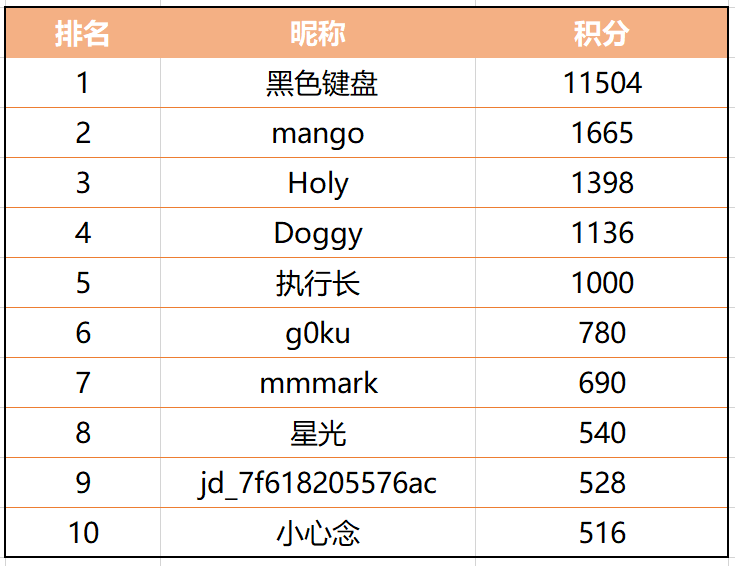 排名 昵称 积分
1 黑色键盘 11504
2 mango 1665
3 Holy 1398
4 Doggy 1136
5 执行长 1000
6 g0ku 780
7 mmmark 690
8 星光 540
9 jd_7f618205576ac 528
10 小心念 516